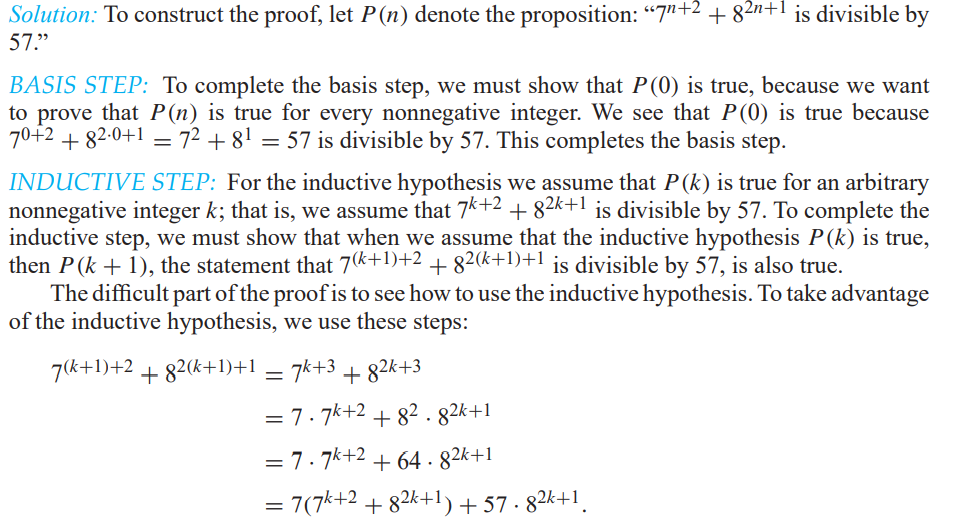 Solution: To construct the proof, let P(n) denote the proposition: “7^{n+2} + 8^{2n+1} is divisible by
57.”
BASIS STEP: To complete the basis step, we must show that P(0) is true, because we want
to prove that P(n) is true for every nonnegative integer. We see that P(0) is true because
7^{0+2} + 8^{2·0+1} = 7^2 + 8^1 = 57 is divisible by 57. This completes the basis step.
INDUCTIVE STEP: For the inductive hypothesis we assume that P(k) is true for an arbitrary
nonnegative integer k; that is, we assume that 7^{k+2} + 8^{2k+1} is divisible by 57. To complete the
inductive step, we must show that when we assume that the inductive hypothesis P(k) is true,
then P(k + 1), the statement that 7^{(k+1)+2} + 8^{2(k+1)+1} is divisible by 57, is also true.
The difficult part of the proof is to see how to use the inductive hypothesis. To take advantage
of the inductive hypothesis, we use these steps:
7^{(k+1)+2} + 8^{2(k+1)+1} = 7^{k+3} + 8^{2k+3}
= 7 · 7^{k+2} + 8^2 · 8^{2k+1}
= 7 · 7^{k+2} + 64 · 8^{2k+1}
= 7(7^{k+2} + 8^{2k+1}) + 57 · 8^{2k+1}.